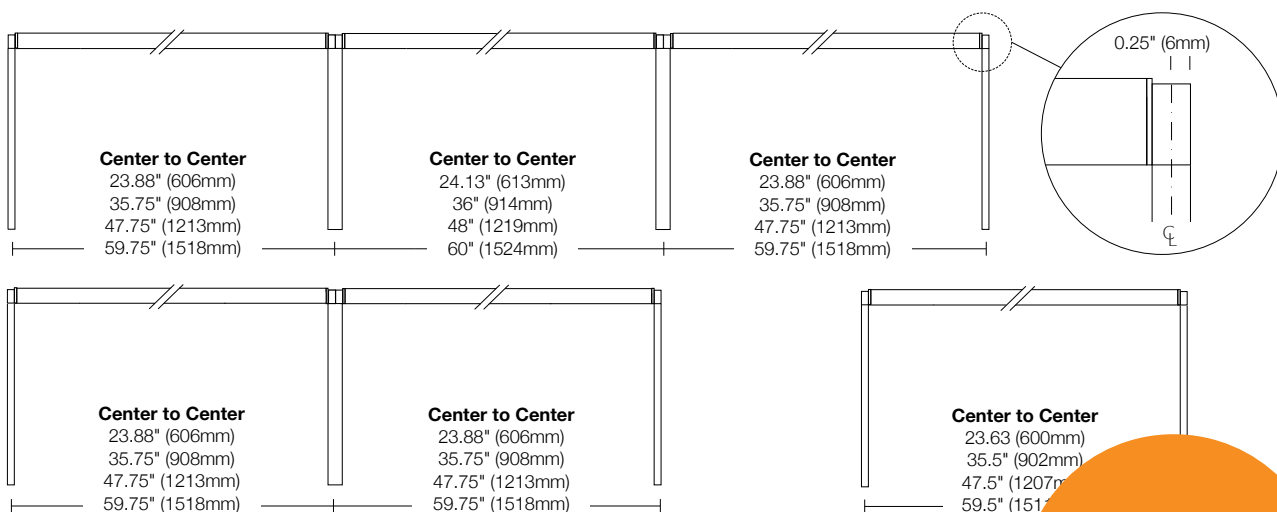 0.25" (6mm)
℄
Center to Center
23.88" (606mm)
35.75" (908mm)
47.75" (1213mm)
59.75" (1518mm)
Center to Center
24.13" (613mm)
36" (914mm)
48" (1219mm)
60" (1524mm)
Center to Center
23.88" (606mm)
35.75" (908mm)
47.75" (1213mm)
59.75" (1518mm)
Center to Center
23.88" (606mm)
35.75" (908mm)
47.75" (1213mm)
59.75" (1518mm)
Center to Center
23.88" (606mm)
35.75" (908mm)
47.75" (1213mm)
59.75" (1518mm)
Center to Center
23.63 (600mm)
35.5" (902mm)
47.5" (1207m
59.5"